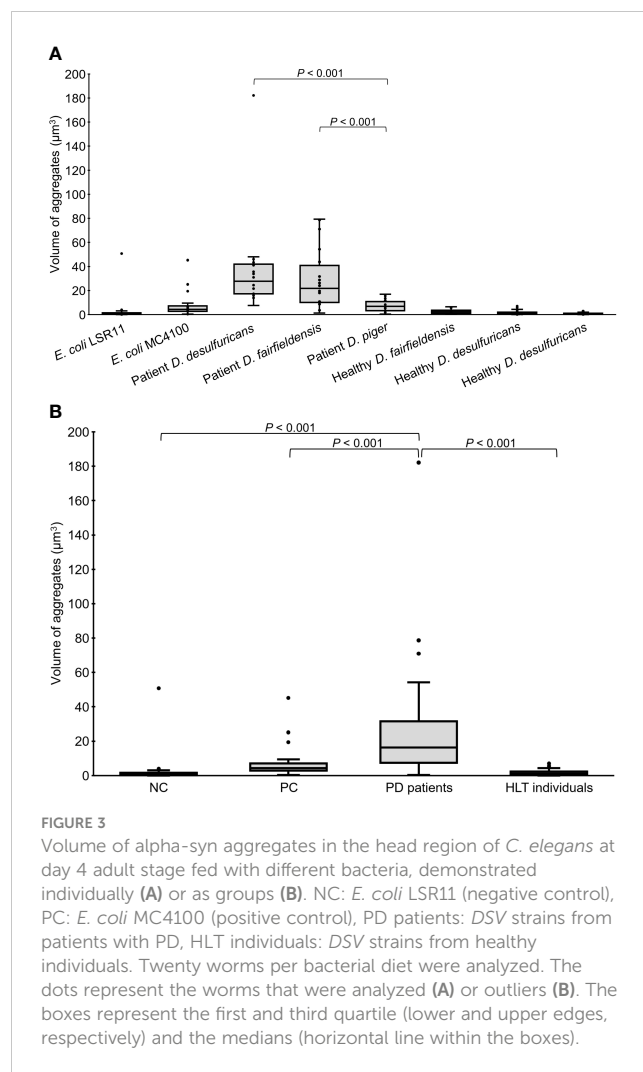 A
200
180
160
140
120
100
80
60
40
20
0
Volume of aggregates (μm³)
P < 0.001
P < 0.001
E. coli LSR11
E. coli MC4100
Patient D. desulfuricans
Patient D. fairfieldensis
Patient D. piger
Healthy D. fairfieldensis
Healthy D. desulfuricans
Healthy D. desulfuricans
B
200
180
160
140
120
100
80
60
40
20
0
Volume of aggregates (μm³)
P < 0.001
P < 0.001
P < 0.001
NC
PC
PD patients
HLT individuals
FIGURE 3
Volume of alpha-syn aggregates in the head region of C. elegans at
day 4 adult stage fed with different bacteria, demonstrated
individually (A) or as groups (B). NC: E. coli LSR11 (negative control),
PC: E. coli MC4100 (positive control), PD patients: DSV strains from
patients with PD, HLT individuals: DSV strains from healthy
individuals. Twenty worms per bacterial diet were analyzed. The
dots represent the worms that were analyzed (A) or outliers (B). The
boxes represent the first and third quartile (lower and upper edges,
respectively) and the medians (horizontal line within the boxes).